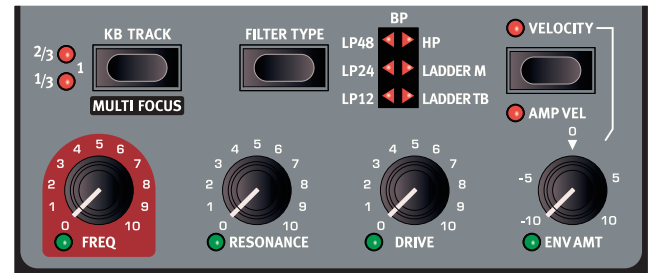 KB TRACK
2/3
1
1/3
MULTI FOCUS
FILTER TYPE
BP
LP48 HP
LP24 LADDER M
LP12 LADDER TB
VELOCITY
AMP VEL
0 1 2 3 4 5 6 7 8 9 10
FREQ
0 1 2 3 4 5 6 7 8 9 10
RESONANCE
0 1 2 3 4 5 6 7 8 9 10
DRIVE
-10 -5 0 5 10
ENV AMT